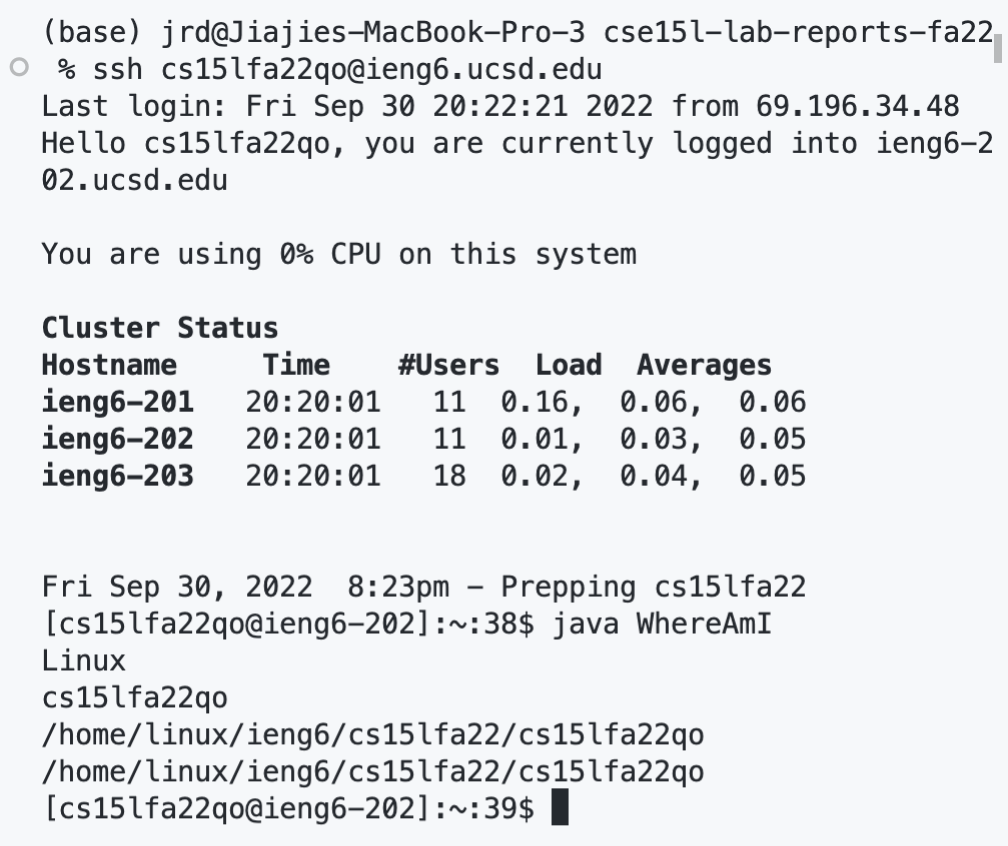 (base) jrd@Jiajies-MacBook-Pro-3 cse15l-lab-reports-fa22
% ssh cs15lfa22qo@ieng6.ucsd.edu
Last login: Fri Sep 30 20:22:21 2022 from 69.196.34.48
Hello cs15lfa22qo, you are currently logged into ieng6-2
02.ucsd.edu
You are using 0% CPU on this system
Cluster Status
Hostname     Time    #Users  Load  Averages
ieng6-201   20:20:01   11  0.16,  0.06,  0.06
ieng6-202   20:20:01   11  0.01,  0.03,  0.05
ieng6-203   20:20:01   18  0.02,  0.04,  0.05
Fri Sep 30, 2022  8:23pm - Prepping cs15lfa22
[cs15lfa22qo@ieng6-202]:~:38$ java WhereAmI
Linux
cs15lfa22qo
/home/linux/ieng6/cs15lfa22/cs15lfa22qo
/home/linux/ieng6/cs15lfa22/cs15lfa22qo
[cs15lfa22qo@ieng6-202]:~:39$